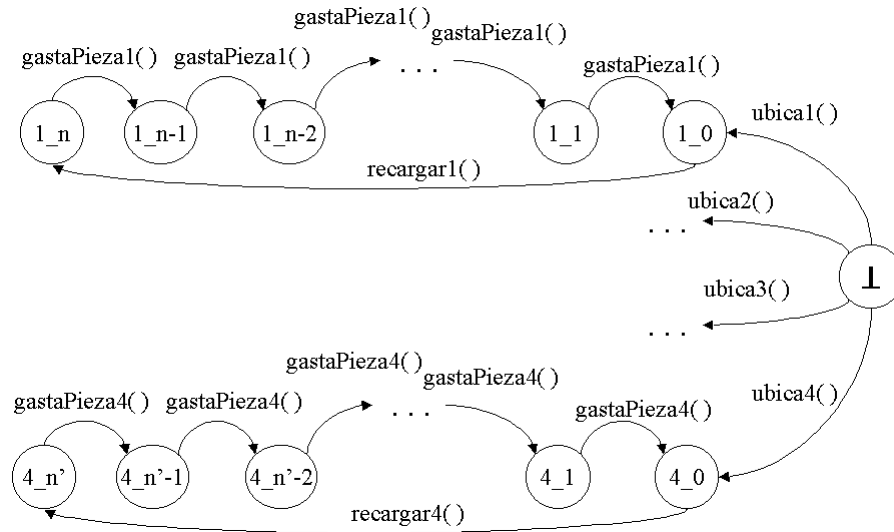 gastaPieza1( )
gastaPieza1( )
gastaPieza1( )
gastaPieza1( )
. . .
gastaPieza1( )
1_n
1_n-1
1_n-2
1_1
1_0
ubica1( )
recargar1( )
ubica2( )
. . .
⊥
ubica3( )
. . .
gastaPieza4( )
gastaPieza4( )
gastaPieza4( )
gastaPieza4( )
. . .
gastaPieza4( )
ubica4( )
4_n’
4_n’-1
4_n’-2
4_1
4_0
recargar4( )